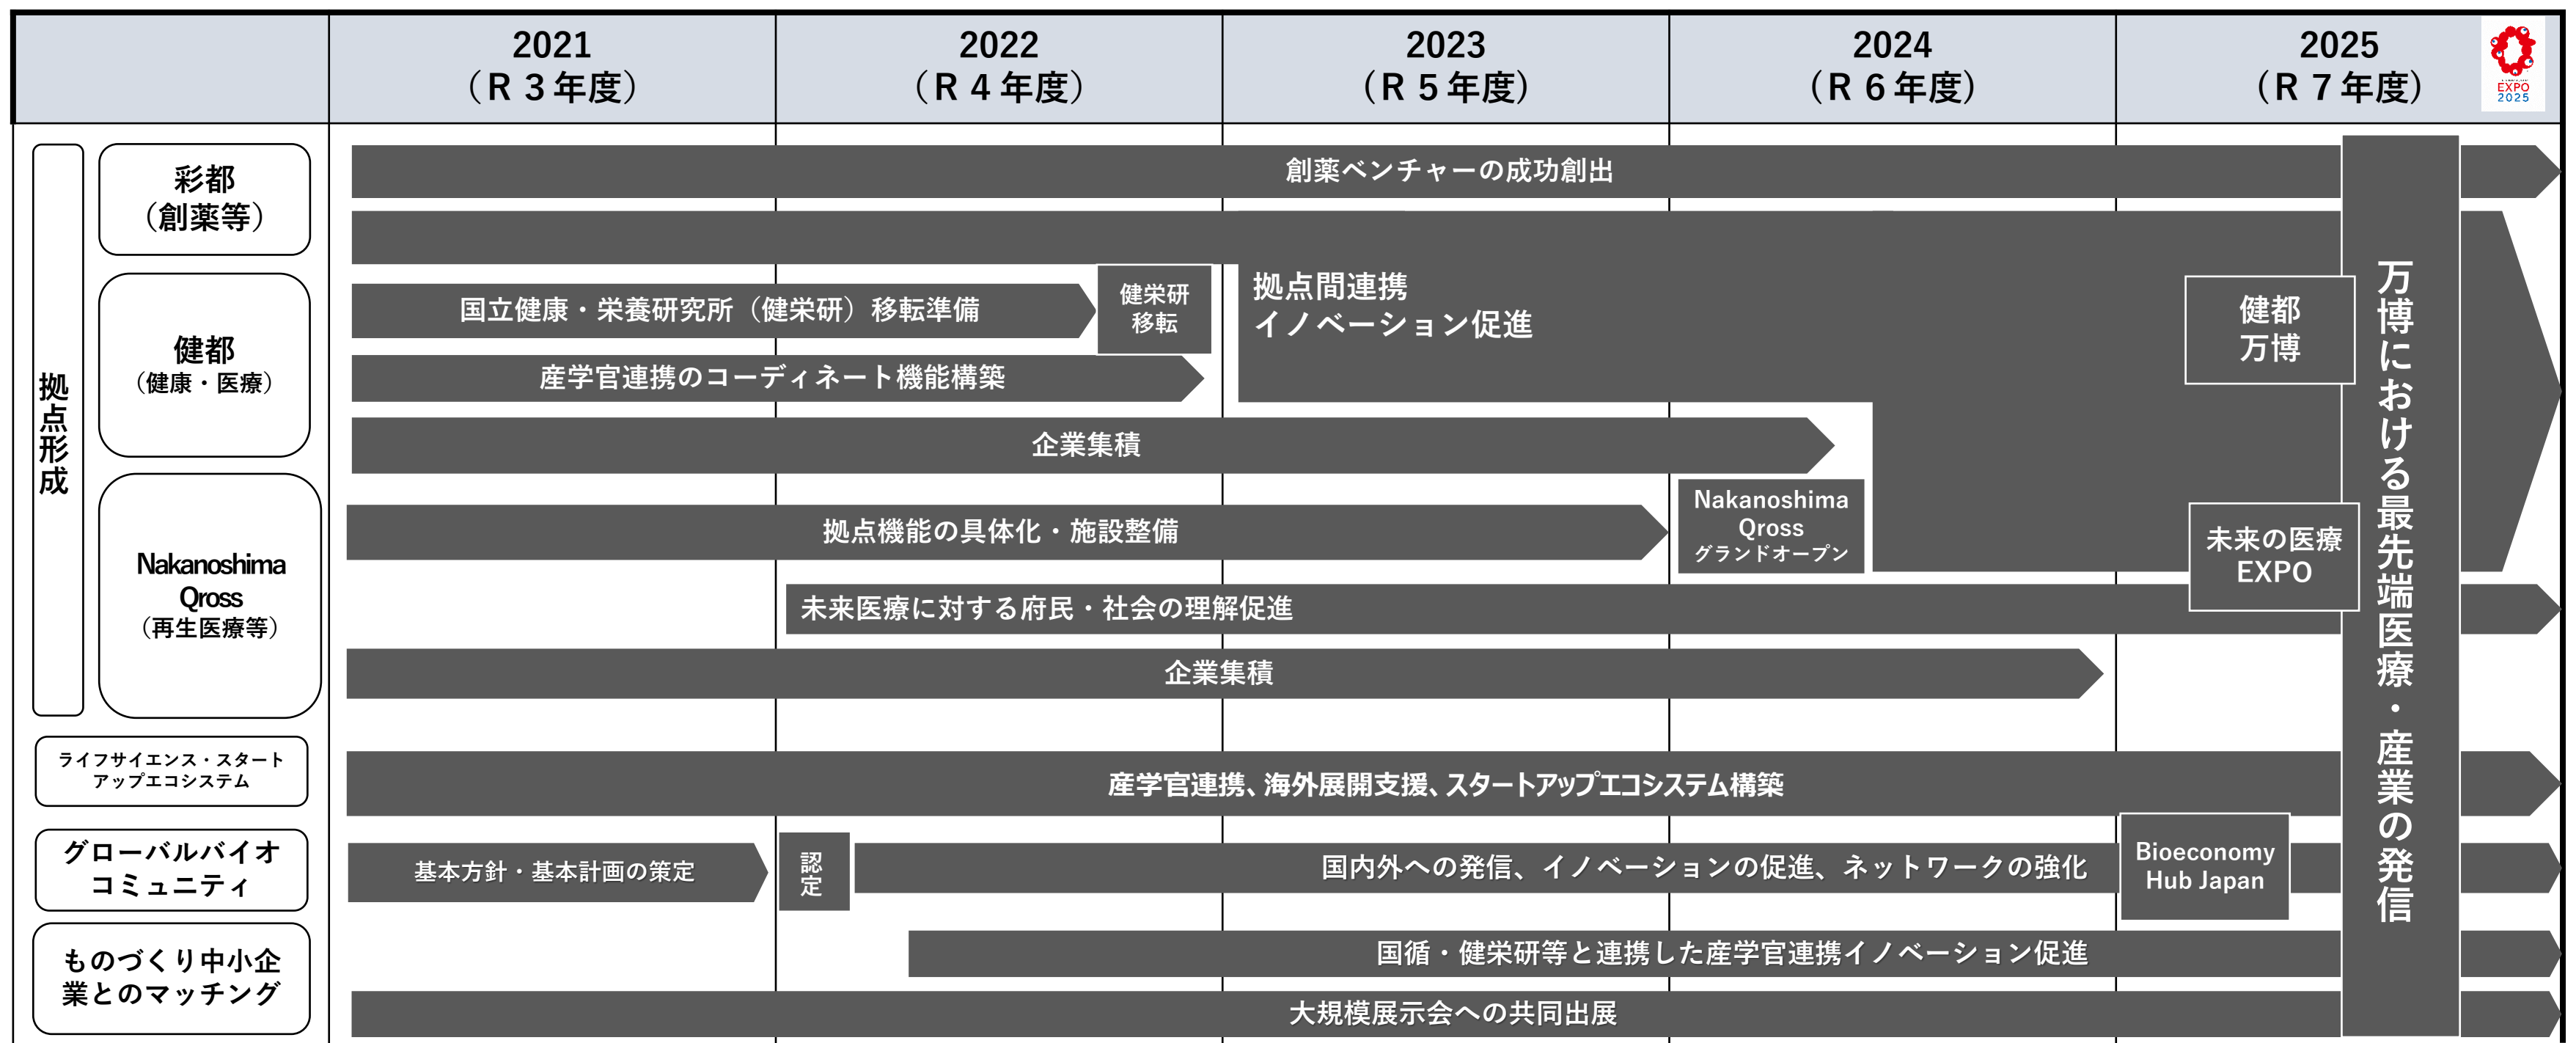 2021
（R３年度）
2022
（R４年度）
2023
（R５年度）
2024
（R６年度）
2025
（R７年度）
EXPO
2025
拠点形成
彩都
（創薬等）
創薬ベンチャーの成功創出
拠点間連携
イノベーション促進
健都
（健康・医療）
国立健康・栄養研究所（健栄研）移転準備
健栄研
移転
産学官連携のコーディネート機能構築
企業集積
健都
万博
Nakanoshima
Qross
（再生医療等）
拠点機能の具体化・施設整備
Nakanoshima
Qross
グランドオープン
未来の医療
EXPO
未来医療に対する府民・社会の理解促進
企業集積
万博における最先端医療・産業の発信
ライフサイエンス・スタート
アップエコシステム
産学官連携、海外展開支援、スタートアップエコシステム構築
グローバルバイオ
コミュニティ
基本方針・基本計画の策定
認
定
国内外への発信、イノベーションの促進、ネットワークの強化
Bioeconomy
Hub Japan
ものづくり中小企
業とのマッチング
国循・健栄研等と連携した産学官連携イノベーション促進
大規模展示会への共同出展